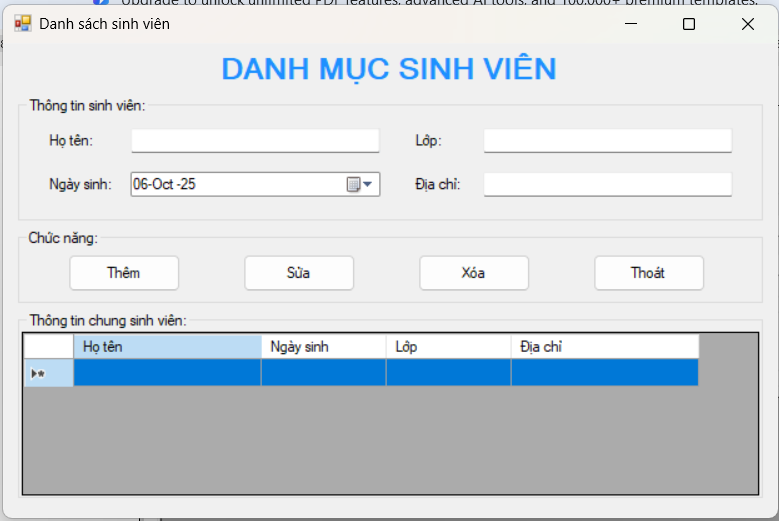 Upgrade to unlock unlimited PDF features, advanced AI tools, and 100,000+ premium templates.
Danh sách sinh viên
DANH MỤC SINH VIÊN
Thông tin sinh viên:
Họ tên:
Lớp:
Ngày sinh:
06-Oct -25
Địa chỉ:
Chức năng:
Thêm
Sửa
Xóa
Thoát
Thông tin chung sinh viên:
Họ tên
Ngày sinh
Lớp
Địa chỉ